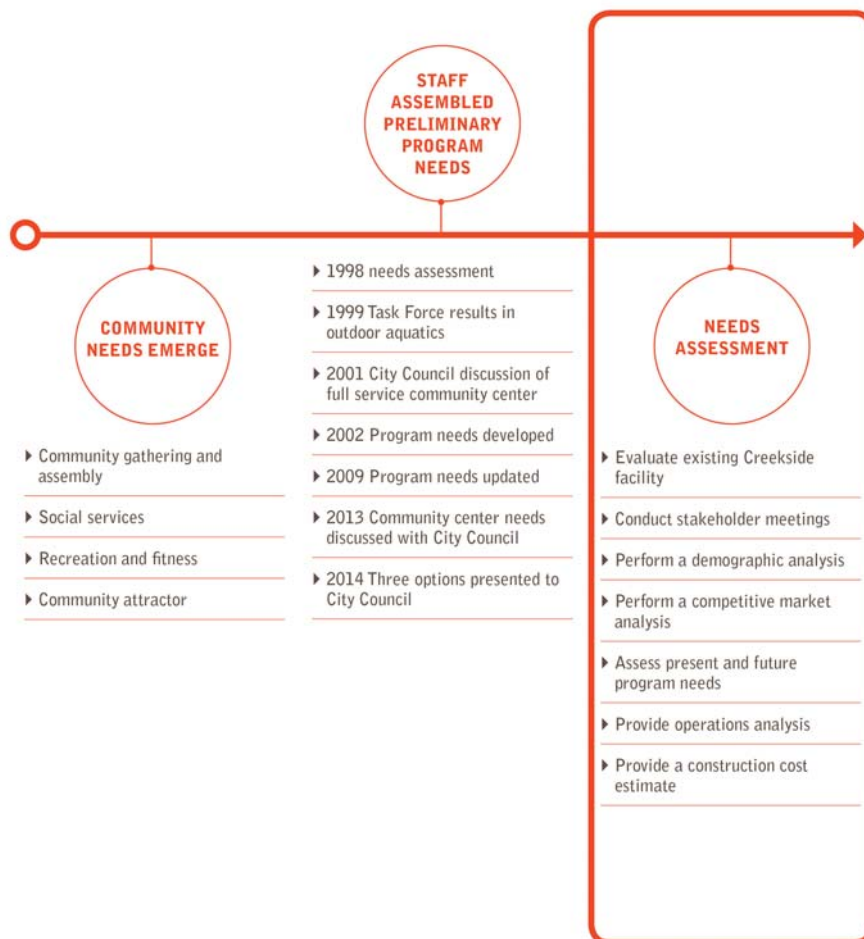 STAFF
ASSEMBLED
PRELIMINARY
PROGRAM
NEEDS
COMMUNITY
NEEDS EMERGE
Community gathering and
assembly
Social services
Recreation and fitness
Community attractor
1998 needs assessment
1999 Task Force results in
outdoor aquatics
2001 City Council discussion of
full service community center
2002 Program needs developed
2009 Program needs updated
2013 Community center needs
discussed with City Council
2014 Three options presented to
City Council
NEEDS
ASSESSMENT
Evaluate existing Creekside
facility
Conduct stakeholder meetings
Perform a demographic analysis
Perform a competitive market
analysis
Assess present and future
program needs
Provide operations analysis
Provide a construction cost
estimate